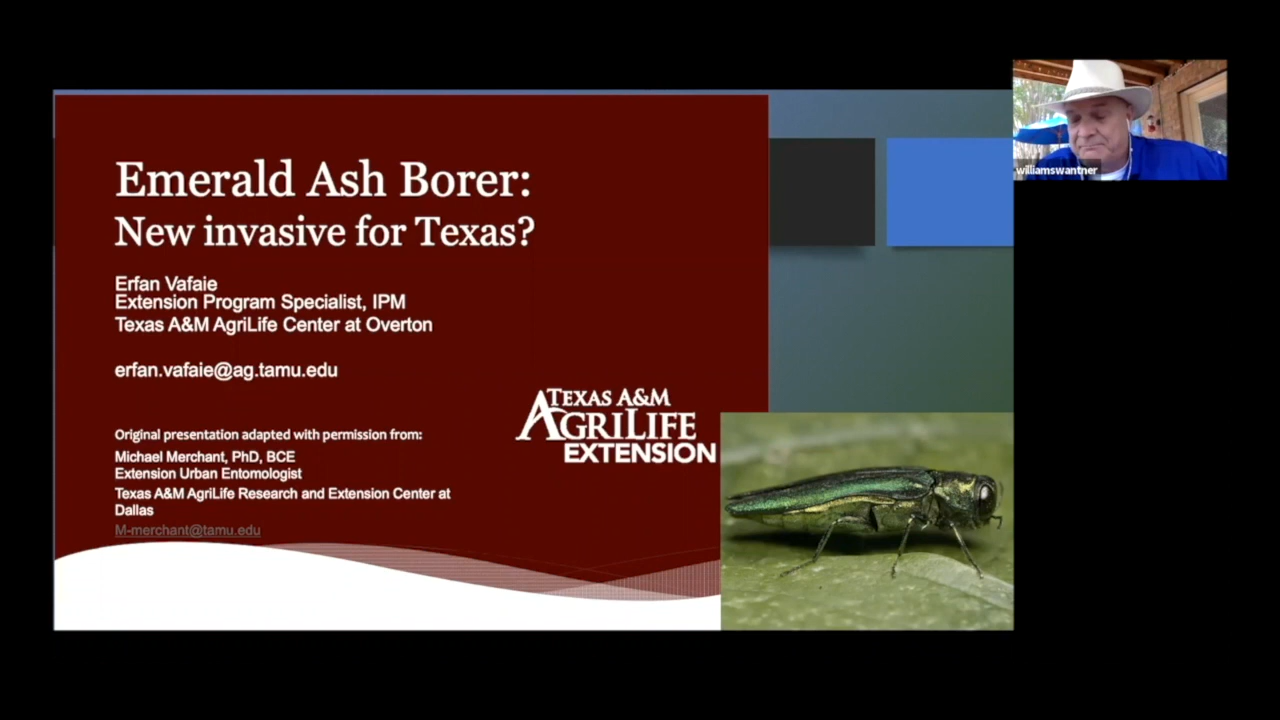 Emerald Ash Borer:
New invasive for Texas?
Erfan Vafaie
Extension Program Specialist, IPM
Texas A&M AgriLife Center at Overton
erfan.vafaie@ag.tamu.edu
Original presentation adapted with permission from:
Michael Merchant, PhD, BCE
Extension Urban Entomologist
Texas A&M AgriLife Research and Extension Center at
Dallas
M-merchant@tamu.edu
TEXAS A&M
AGRILIFE
EXTENSION
williamswantner